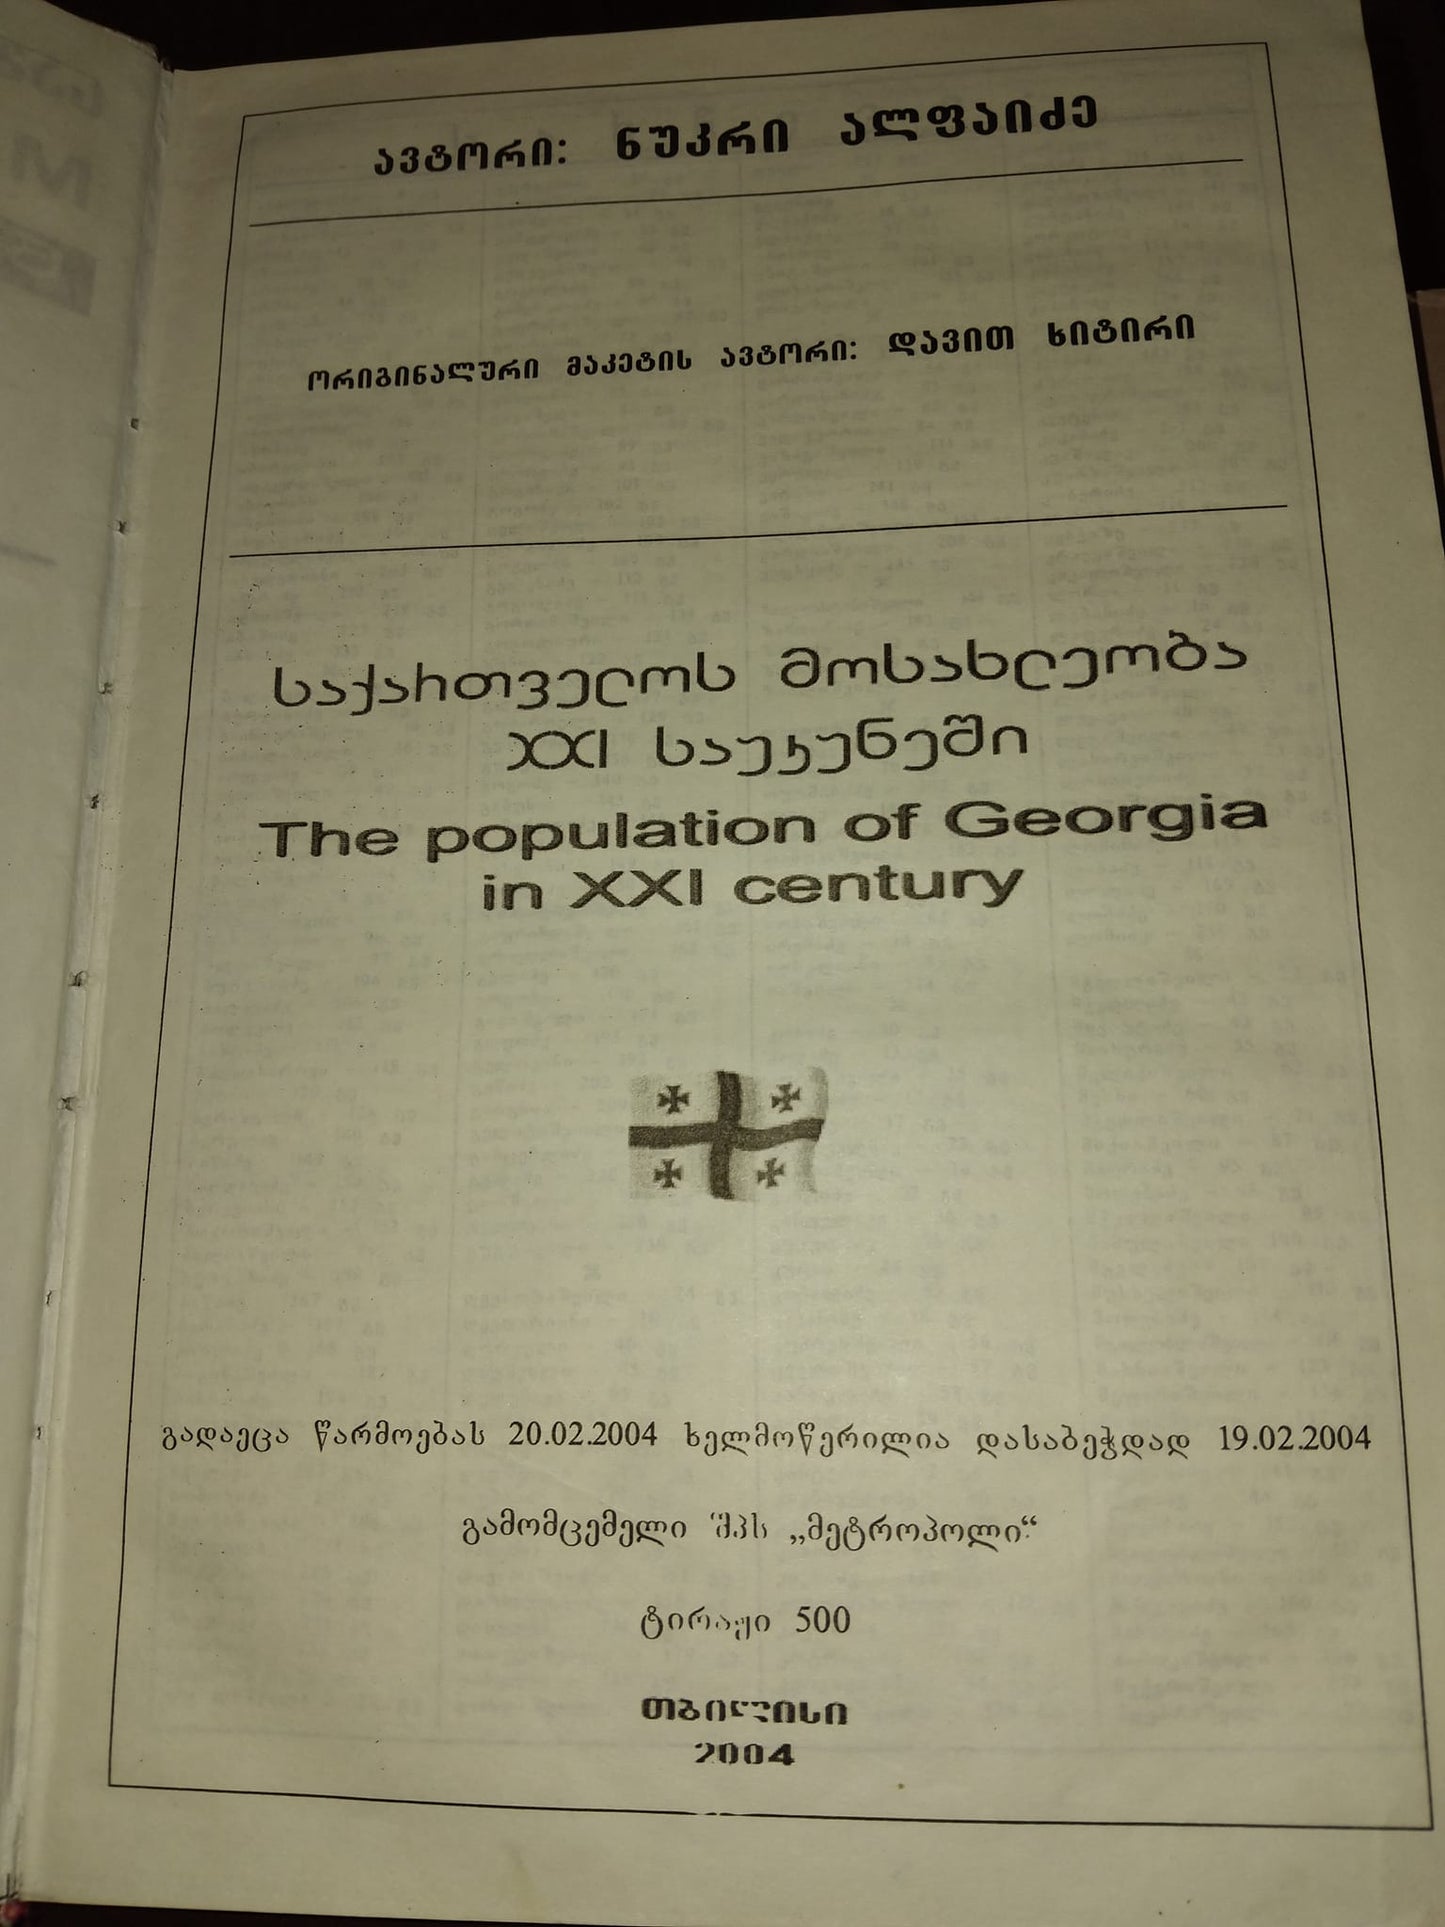 ავტორი: ნუკრი ალფაიძე
ორიგინალური მაკეტის ავტორი: დავით ხიტირი
საქართველოს მოსახლეობა
XXI საუკუნეში
The population of Georgia
in XXI century
გადაეცა წარმოებას 20.02.2004 ხელმოწერილია დასაბეჭდად 19.02.2004
გამომცემელი შპს „მეტროპოლი“
ტირაჟი 500
თბილისი
2004